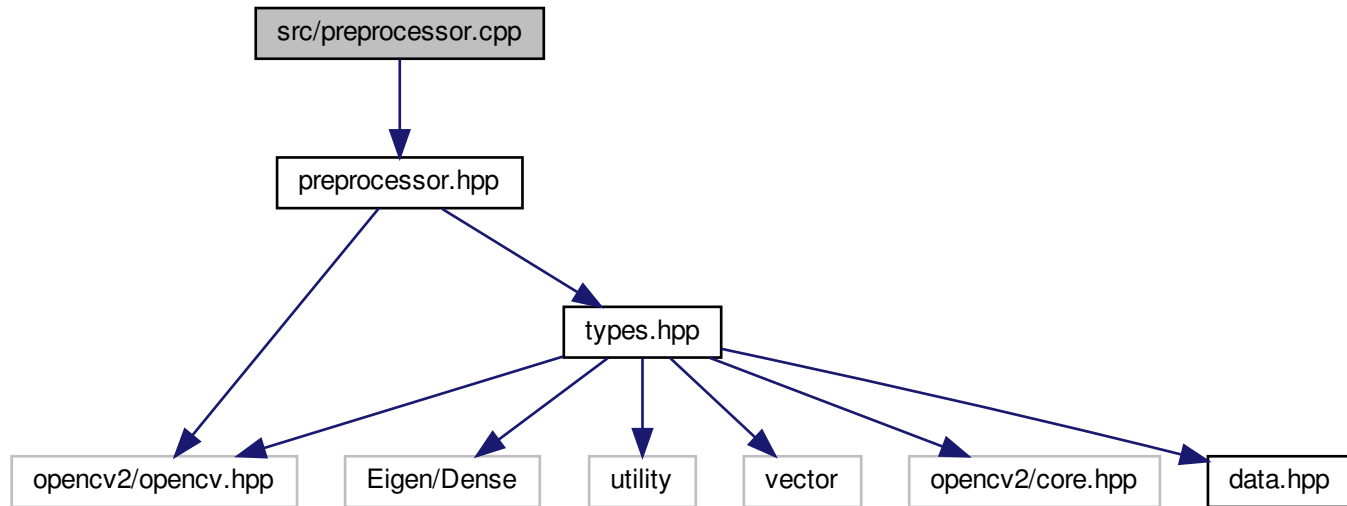 src/preprocessor.cpp
preprocessor.hpp
types.hpp
opencv2/opencv.hpp
Eigen/Dense
utility
vector
opencv2/core.hpp
data.hpp